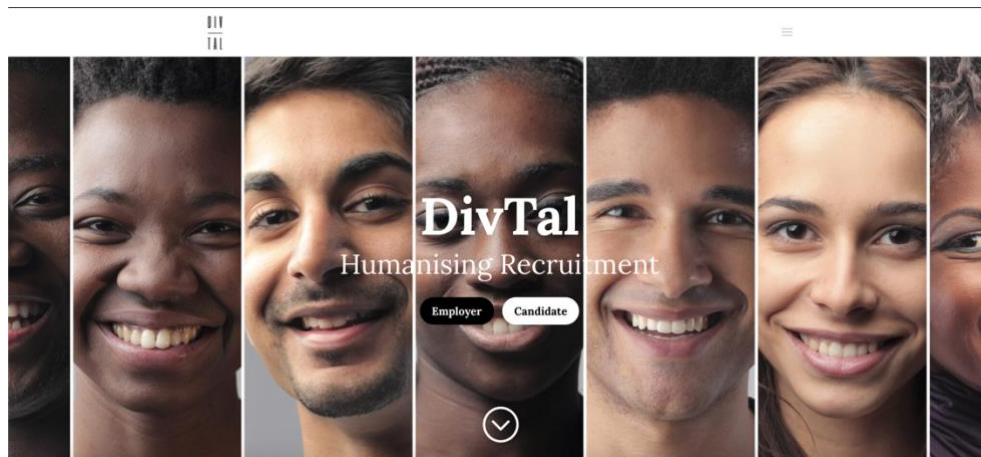 DIV
TAL
DivTal
Humanising Recruitment
Employer Candidate